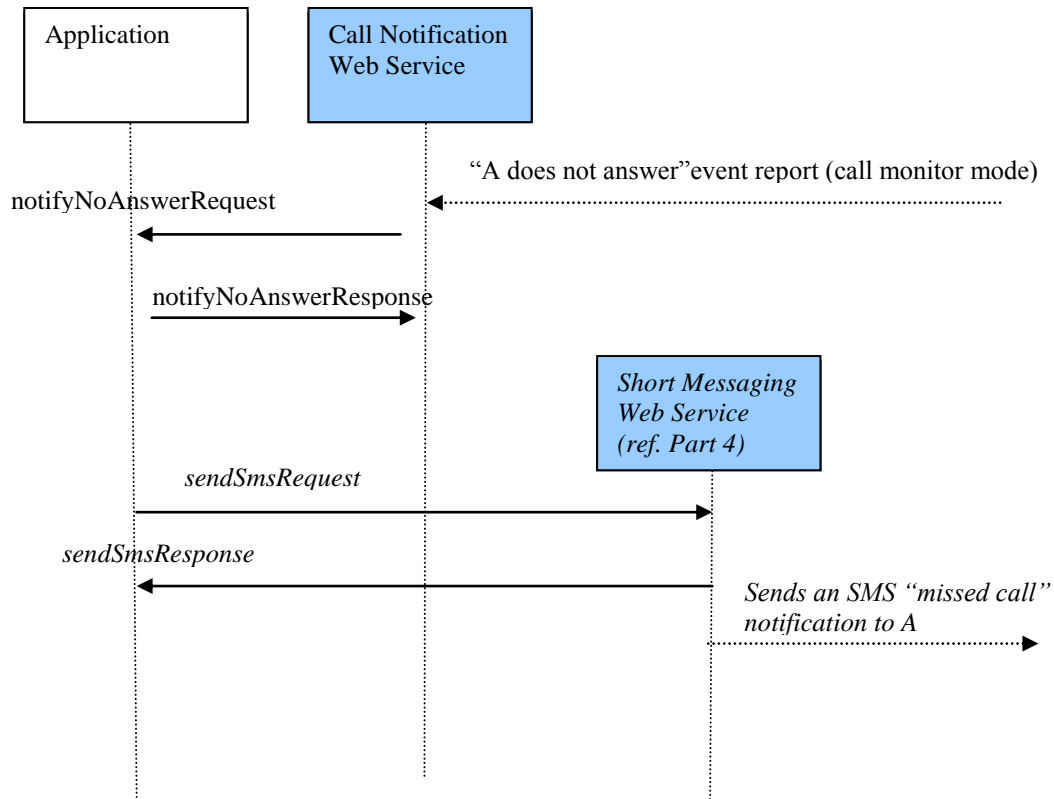 Application
Call Notification
Web Service
“A does not answer”event report (call monitor mode)
notifyNoAnswerRequest
notifyNoAnswerResponse
Short Messaging
Web Service
(ref. Part 4)
sendSmsRequest
sendSmsResponse
Sends an SMS “missed call”
notification to A